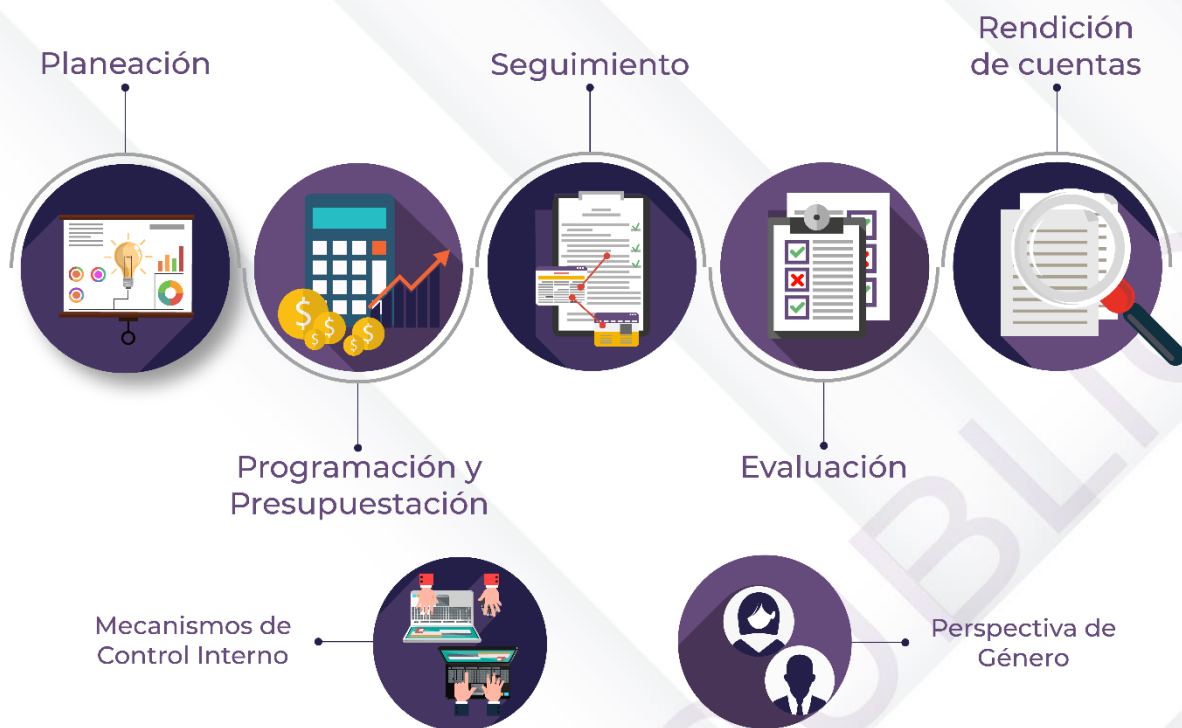 Planeación
Seguimiento
Rendición
de cuentas
Programación y
Presupuestación
Evaluación
Mecanismos de
Control Interno
Perspectiva de
Género